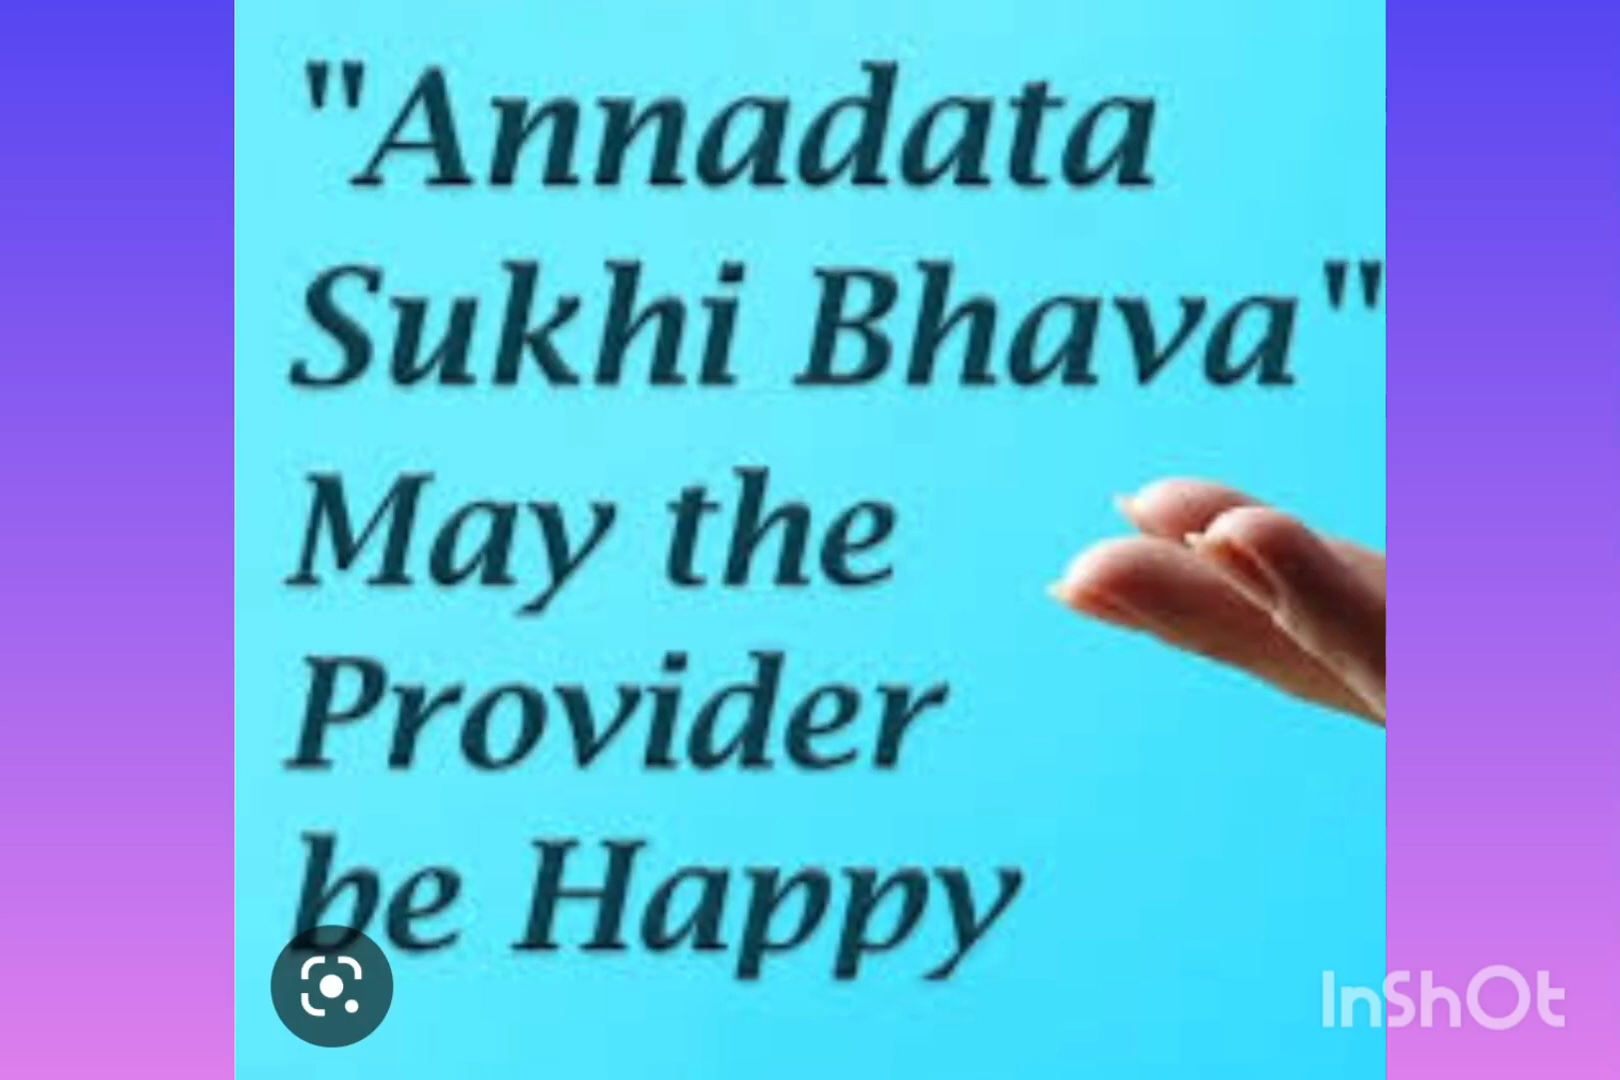 "Annadata
Sukhi Bhava"
May the
Provider
be Happy
InShOt